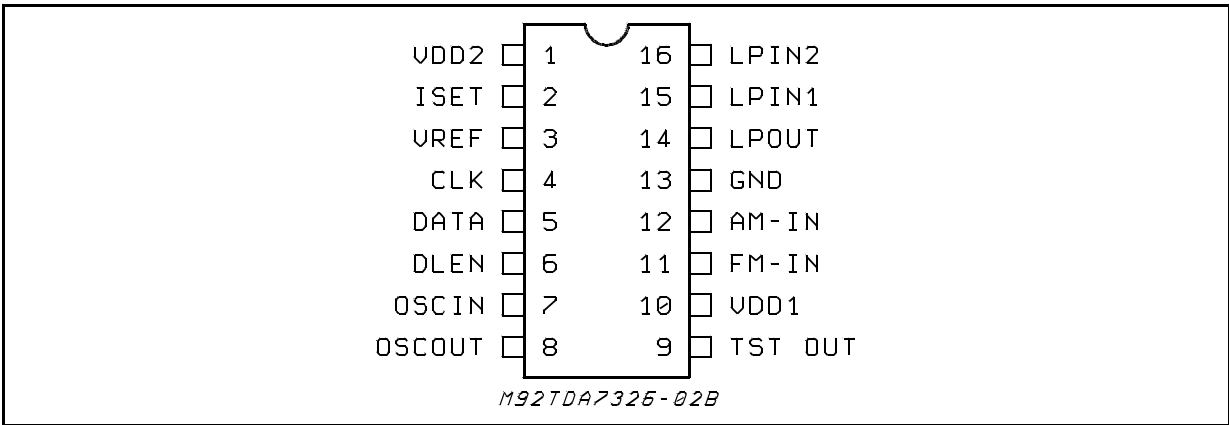 VDD2 1 16 LPIN2
ISET 2 15 LPIN1
VREF 3 14 LPOUT
CLK 4 13 GND
DATA 5 12 AM-IN
DLEN 6 11 FM-IN
OSCIN 7 10 VDD1
OSCOUT 8 9 TST OUT
M92TDA7326-02B